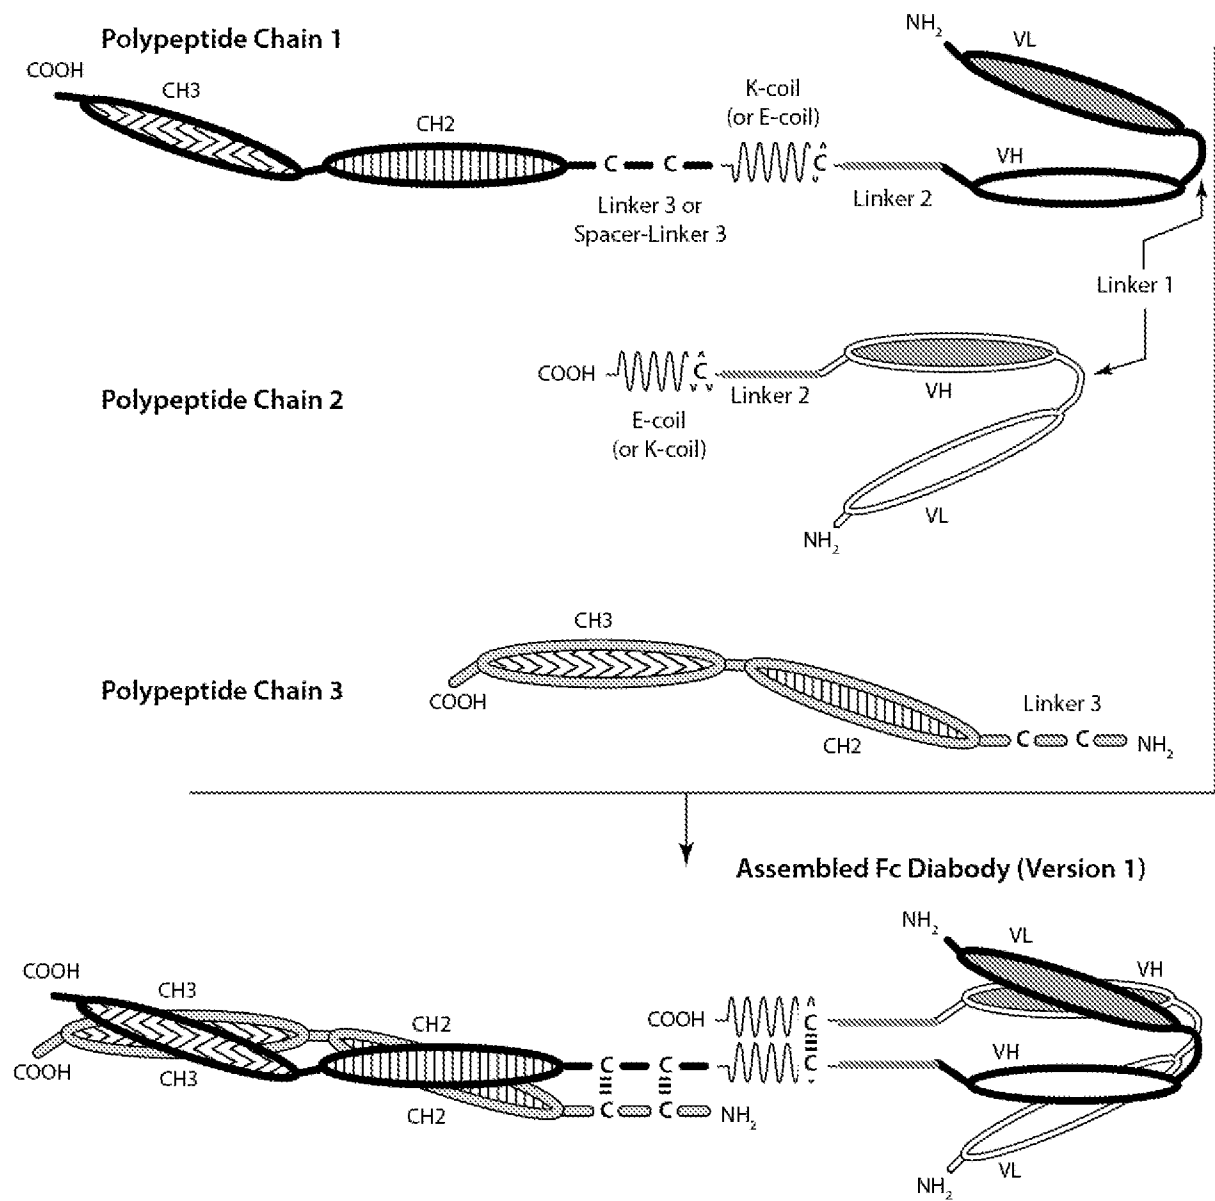 Polypeptide Chain 1
NH2
VL
COOH
CH3
K-coil
(or E-coil)
CH2
C C
C
VH
Linker 3 or
Spacer-Linker 3
Linker 2
Linker 1
Polypeptide Chain 2
COOH
C
Linker 2
VH
E-coil
(or K-coil)
VL
NH2
Polypeptide Chain 3
CH3
COOH
CH2
Linker 3
C C
NH2
Assembled Fc Diabody (Version 1)
NH2
VL
VH
COOH
CH3
CH2
COOH
C
C C
C
VH
COOH
CH3
CH2
C C
NH2
VL
NH2